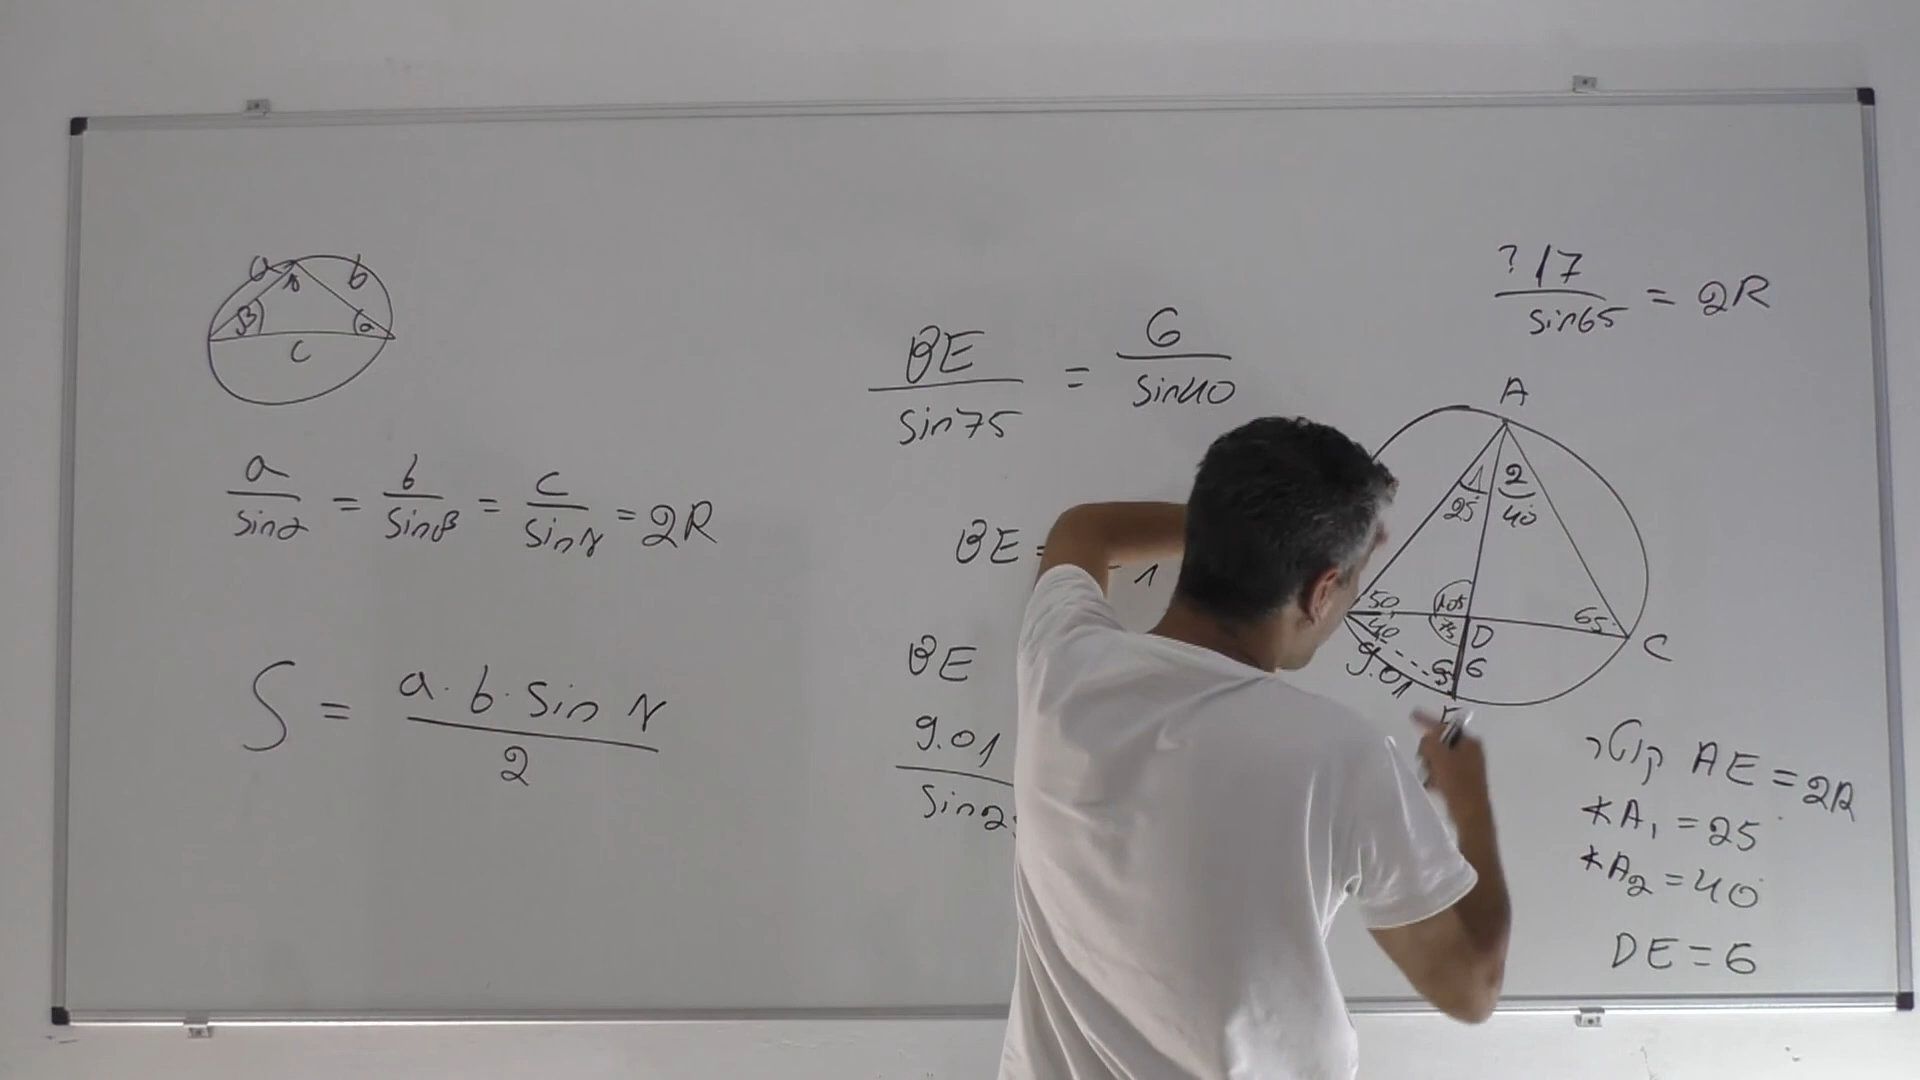 a b
β γ α
c
a/sinα = b/sinβ = c/sinγ = 2R
S = a·b·sin γ / 2
BE/sin75 = 6/sin40
BE =
BE
9.01
? 17/sin65 = 2R
A
1 2
25 40
50 105 65
40 75 D C
9.01 65 6
קוטר AE = 2R
∢A₁ = 25°
∢A₂ = 40°
DE = 6